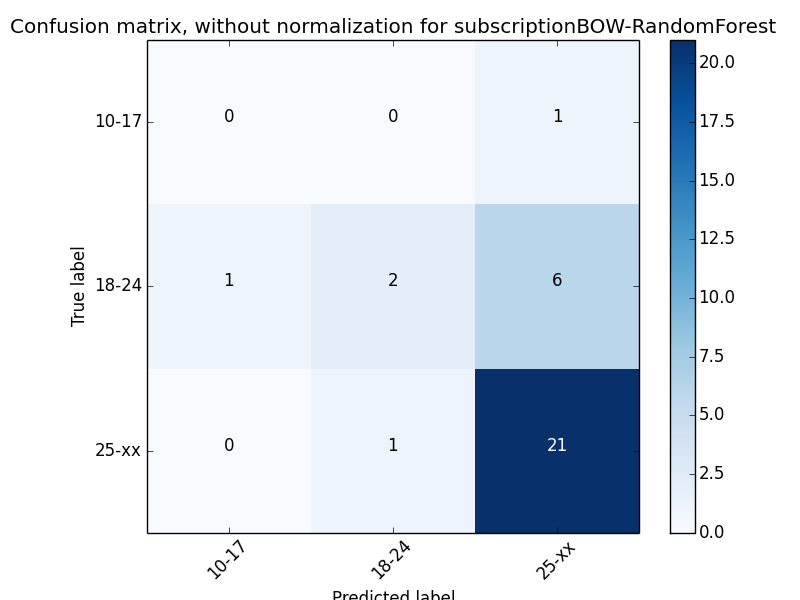 Confusion matrix, without normalization for subscriptionBOW-RandomForest
10-17 0 0 1
18-24 1 2 6
25-xx 0 1 21
True label
10-17 18-24 25-xx
Predicted label
20.0
17.5
15.0
12.5
10.0
7.5
5.0
2.5
0.0